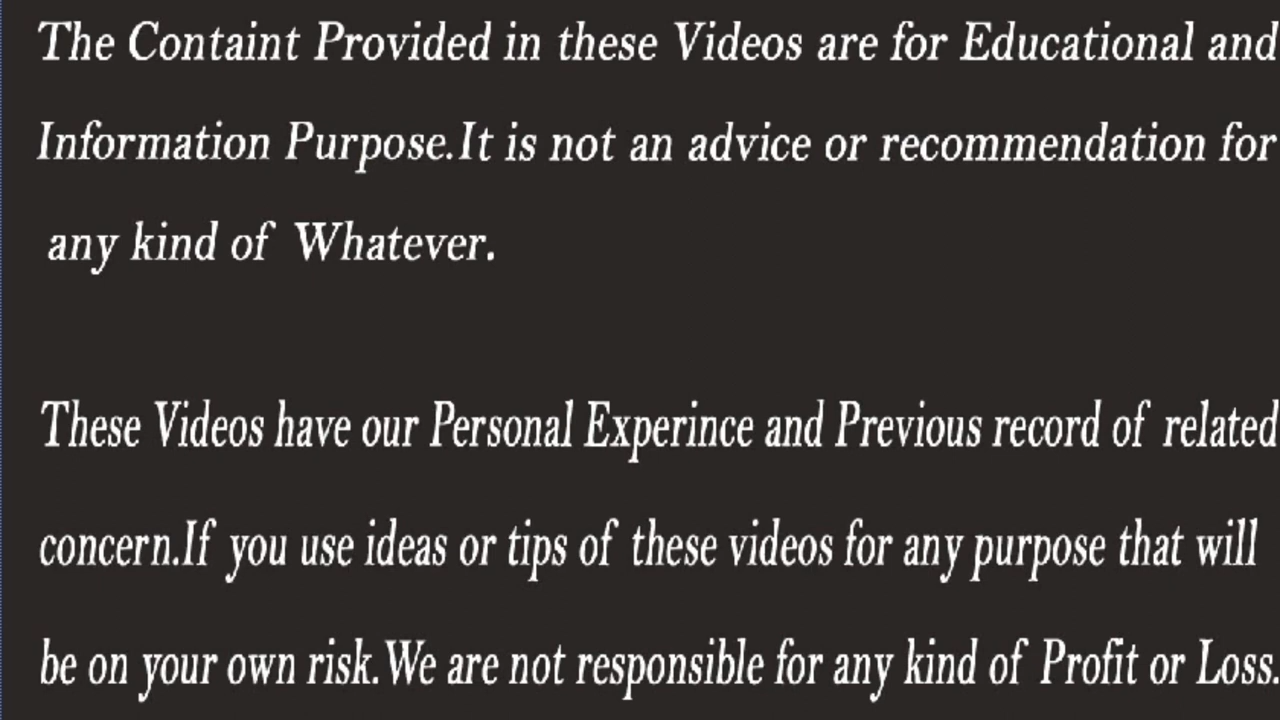 The Containt Provided in these Videos are for Educational and
Information Purpose.It is not an advice or recommendation for
any kind of Whatever.
These Videos have our Personal Experince and Previous record of related
concern.If you use ideas or tips of these videos for any purpose that will
be on your own risk.We are not responsible for any kind of Profit or Loss.